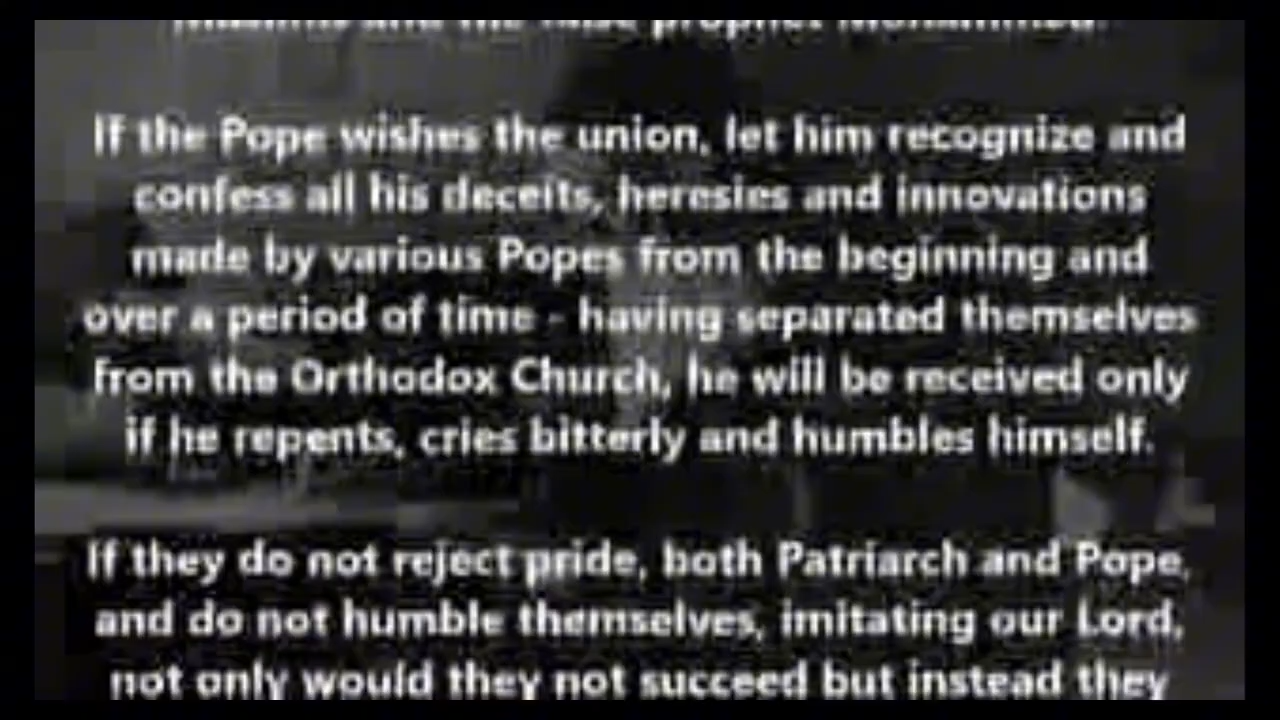 prophet Mohammed.
If the Pope wishes the union, let him recognize and
confess all his deceits, heresies and innovations
made by various Popes from the beginning and
over a period of time - having separated themselves
from the Orthodox Church, he will be received only
if he repents, cries bitterly and humbles himself.
If they do not reject pride, both Patriarch and Pope,
and do not humble themselves, imitating our Lord,
not only would they not succeed but instead they